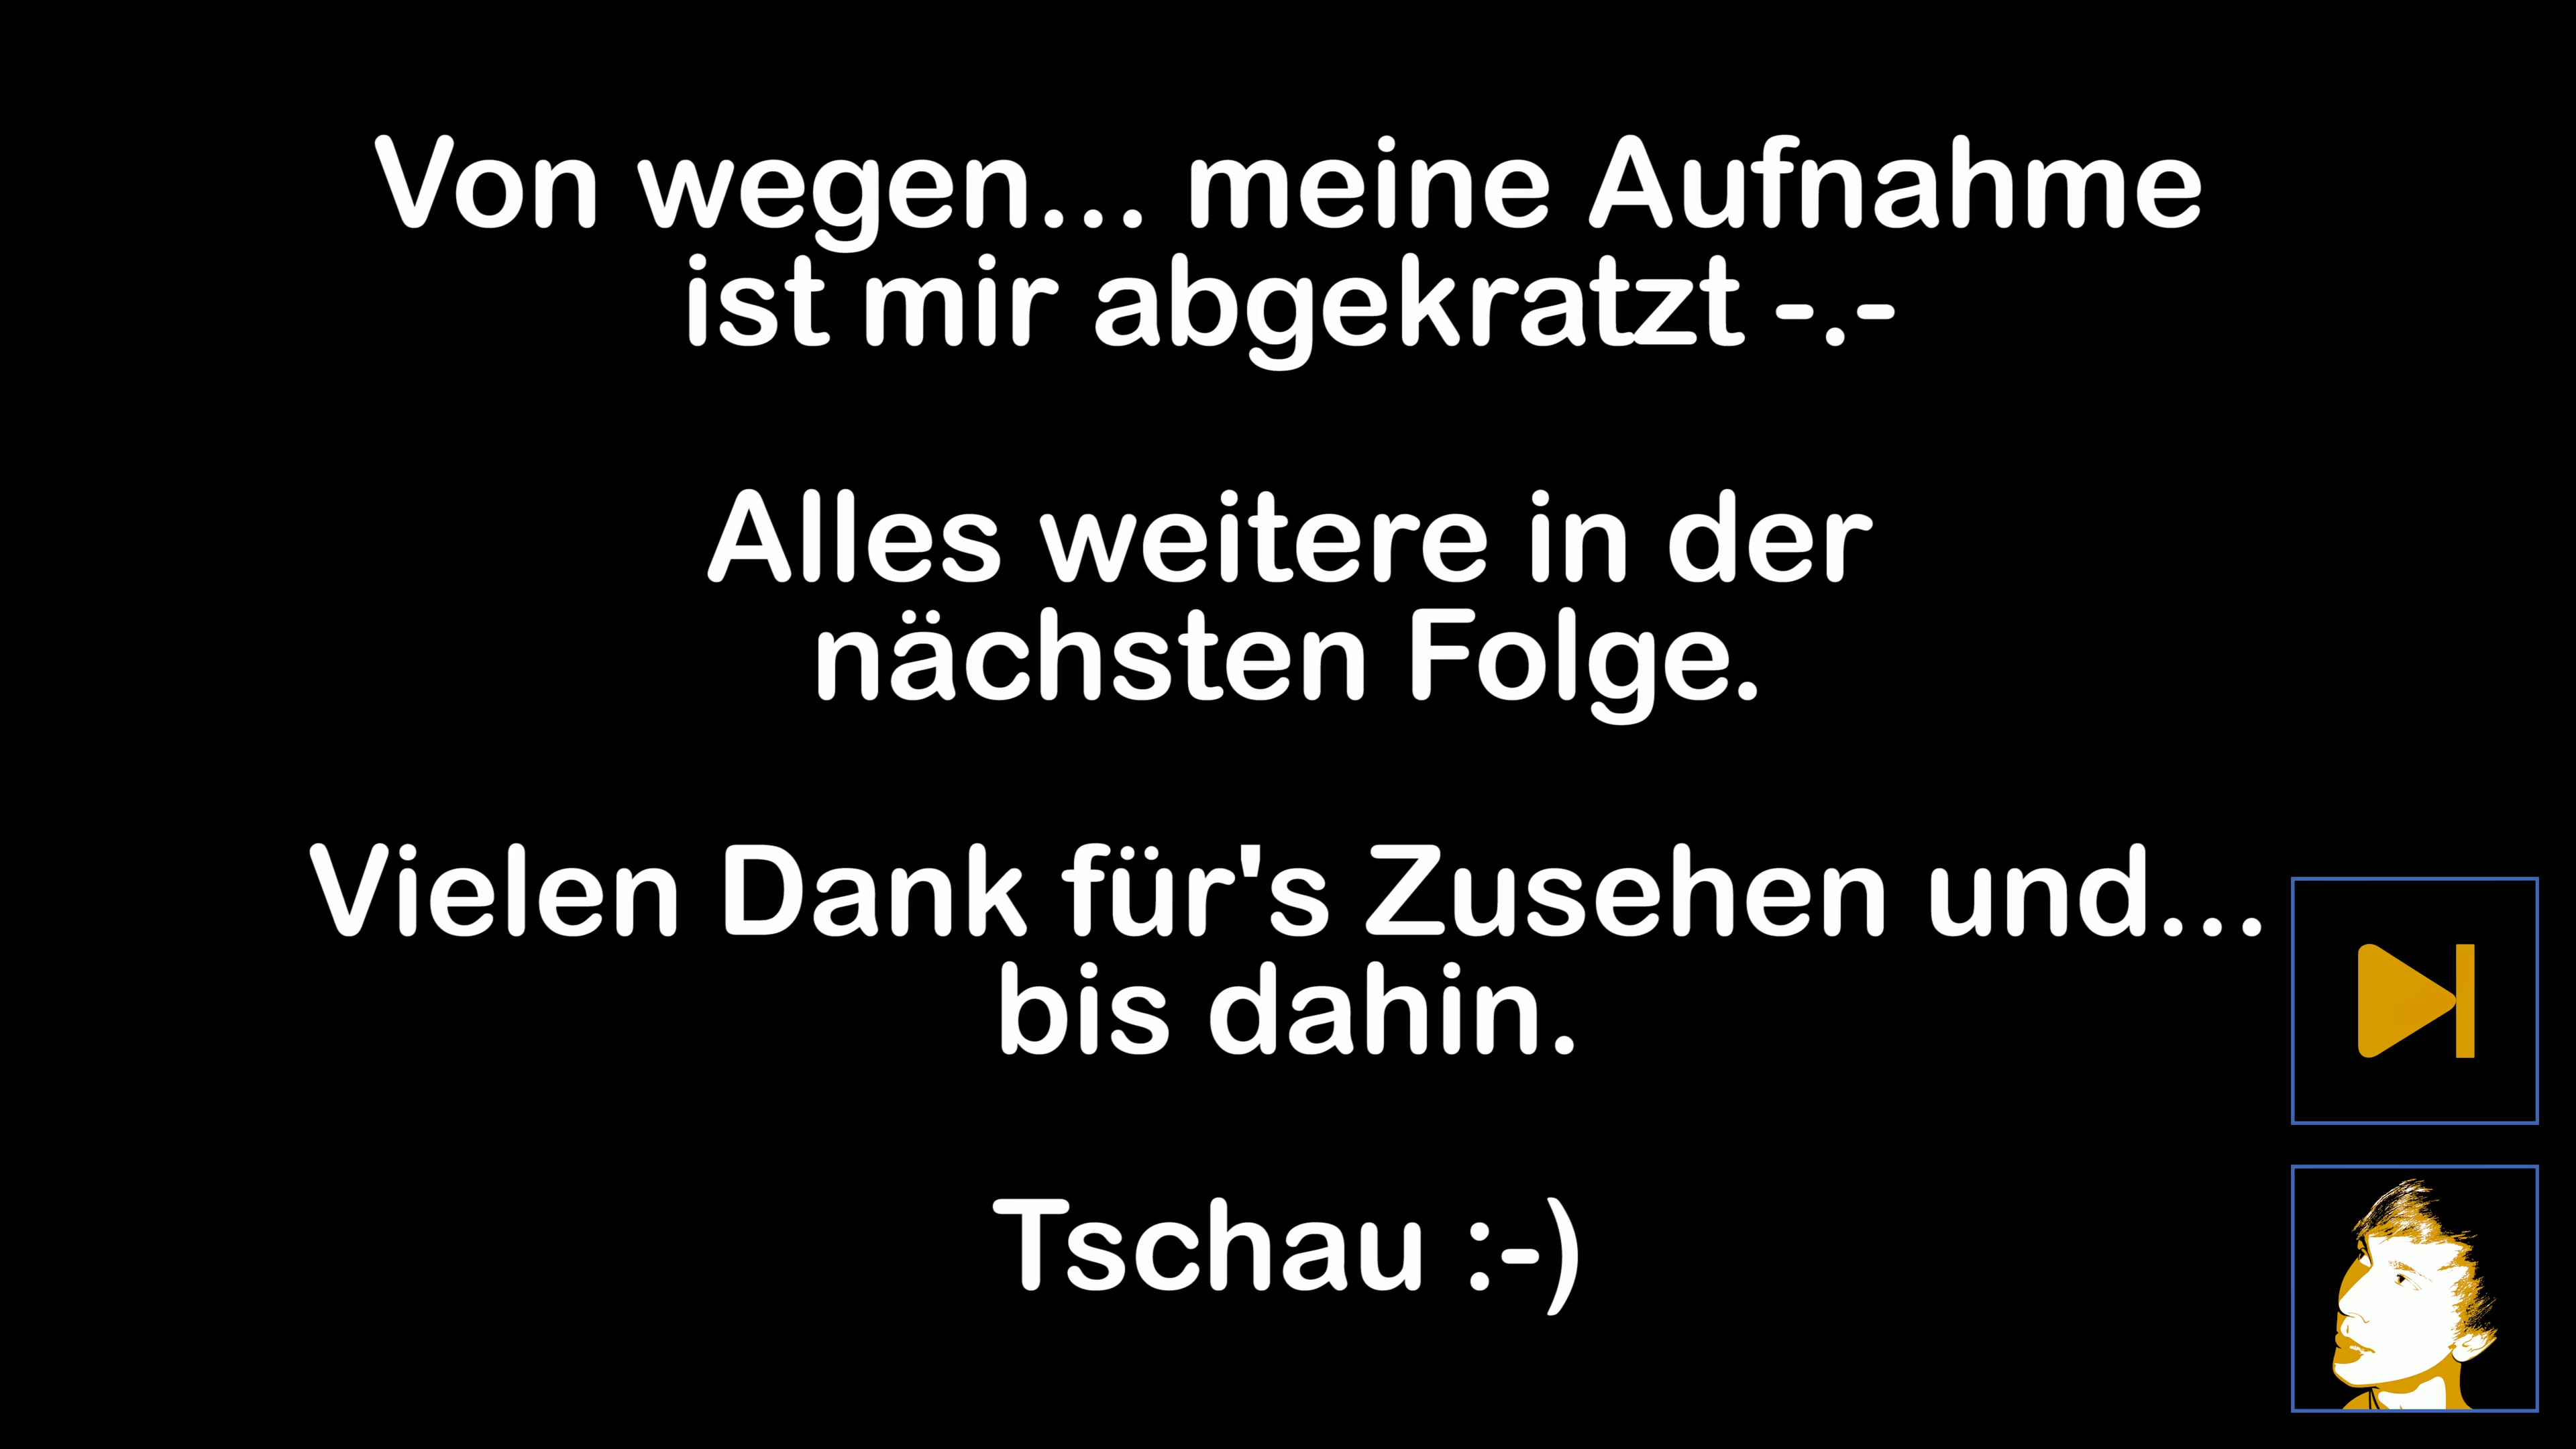 Von wegen... meine Aufnahme
ist mir abgekratzt -.-
Alles weitere in der
nächsten Folge.
Vielen Dank für's Zusehen und...
bis dahin.
Tschau :-)